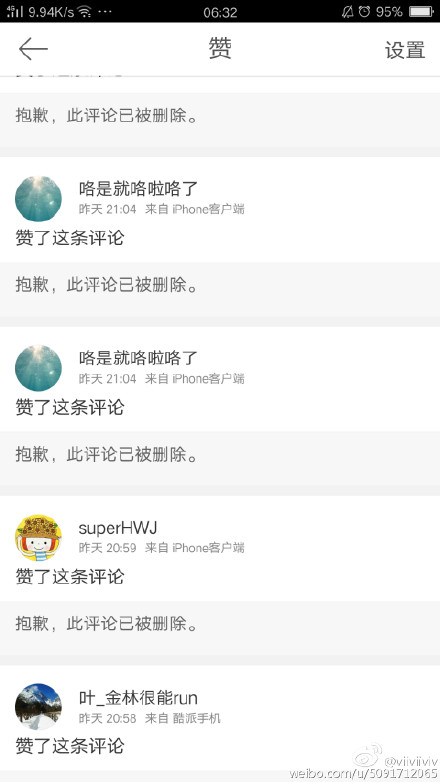 4G 9.94K/s ... 06:32 95%
赞 设置
抱歉，此评论已被删除。
咯是就咯啦咯了
昨天 21:04 来自 iPhone客户端
赞了这条评论
抱歉，此评论已被删除。
咯是就咯啦咯了
昨天 21:04 来自 iPhone客户端
赞了这条评论
抱歉，此评论已被删除。
superHWJ
昨天 20:59 来自 iPhone客户端
赞了这条评论
抱歉，此评论已被删除。
叶_金林很能run
昨天 20:58 来自 酷派手机
赞了这条评论
@viiviiviv
weibo.com/u/5091712065